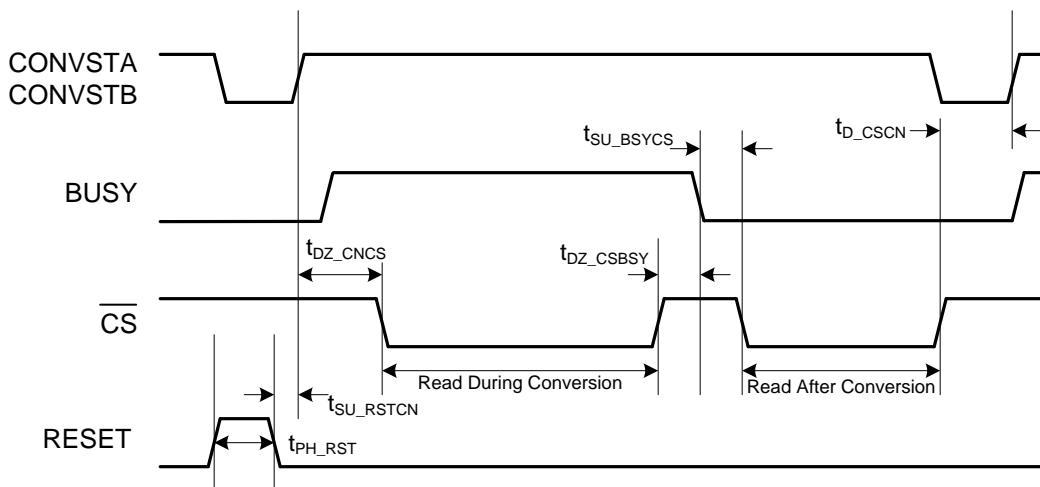 CONVSTA
CONVSTB
t_SU_BSYCS
t_D_CSCN
BUSY
t_DZ_CNCS
t_DZ_CSBSY
CS
Read During Conversion
Read After Conversion
t_SU_RSTCN
RESET
t_PH_RST